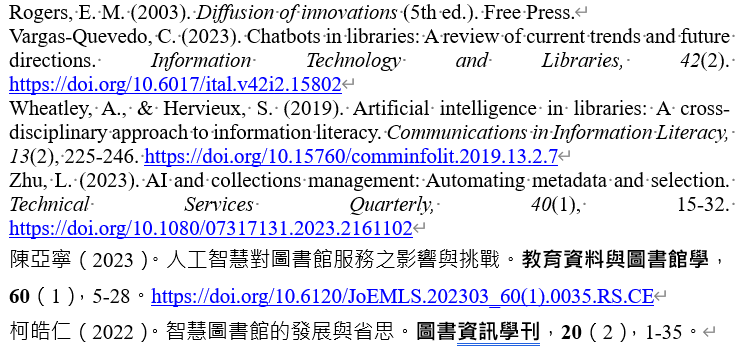 Rogers, E. M. (2003). Diffusion of innovations (5th ed.). Free Press.
Vargas-Quevedo, C. (2023). Chatbots in libraries: A review of current trends and future
directions. Information Technology and Libraries, 42(2).
https://doi.org/10.6017/ital.v42i2.15802
Wheatley, A., & Hervieux, S. (2019). Artificial intelligence in libraries: A cross-
disciplinary approach to information literacy. Communications in Information Literacy,
13(2), 225-246. https://doi.org/10.15760/comminfolit.2019.13.2.7
Zhu, L. (2023). AI and collections management: Automating metadata and selection.
Technical Services Quarterly, 40(1), 15-32.
https://doi.org/10.1080/07317131.2023.2161102
陳亞寧（2023）。人工智慧對圖書館服務之影響與挑戰。教育資料與圖書館學，
60（1），5-28。https://doi.org/10.6120/JoEMLS.202303_60(1).0035.RS.CE
柯皓仁（2022）。智慧圖書館的發展與省思。圖書資訊學刊，20（2），1-35。